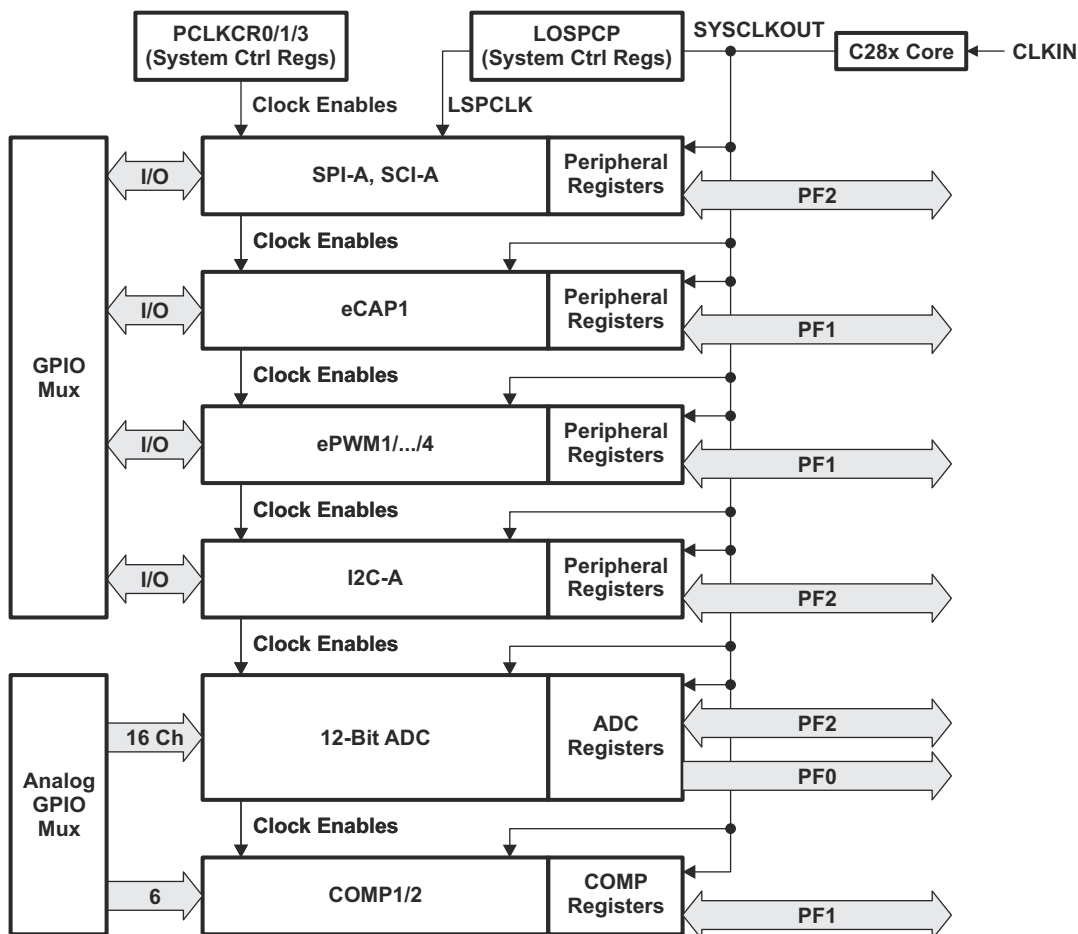 PCLKCR0/1/3
(System Ctrl Regs)
LOSPCP
(System Ctrl Regs)
SYSCLKOUT
C28x Core
CLKIN
Clock Enables
LSPCLK
I/O
SPI-A, SCI-A
Peripheral
Registers
PF2
Clock Enables
I/O
eCAP1
Peripheral
Registers
PF1
GPIO
Mux
Clock Enables
I/O
ePWM1/.../4
Peripheral
Registers
PF1
Clock Enables
I/O
I2C-A
Peripheral
Registers
PF2
Clock Enables
16 Ch
12-Bit ADC
ADC
Registers
PF2
PF0
Analog
GPIO
Mux
Clock Enables
6
COMP1/2
COMP
Registers
PF1